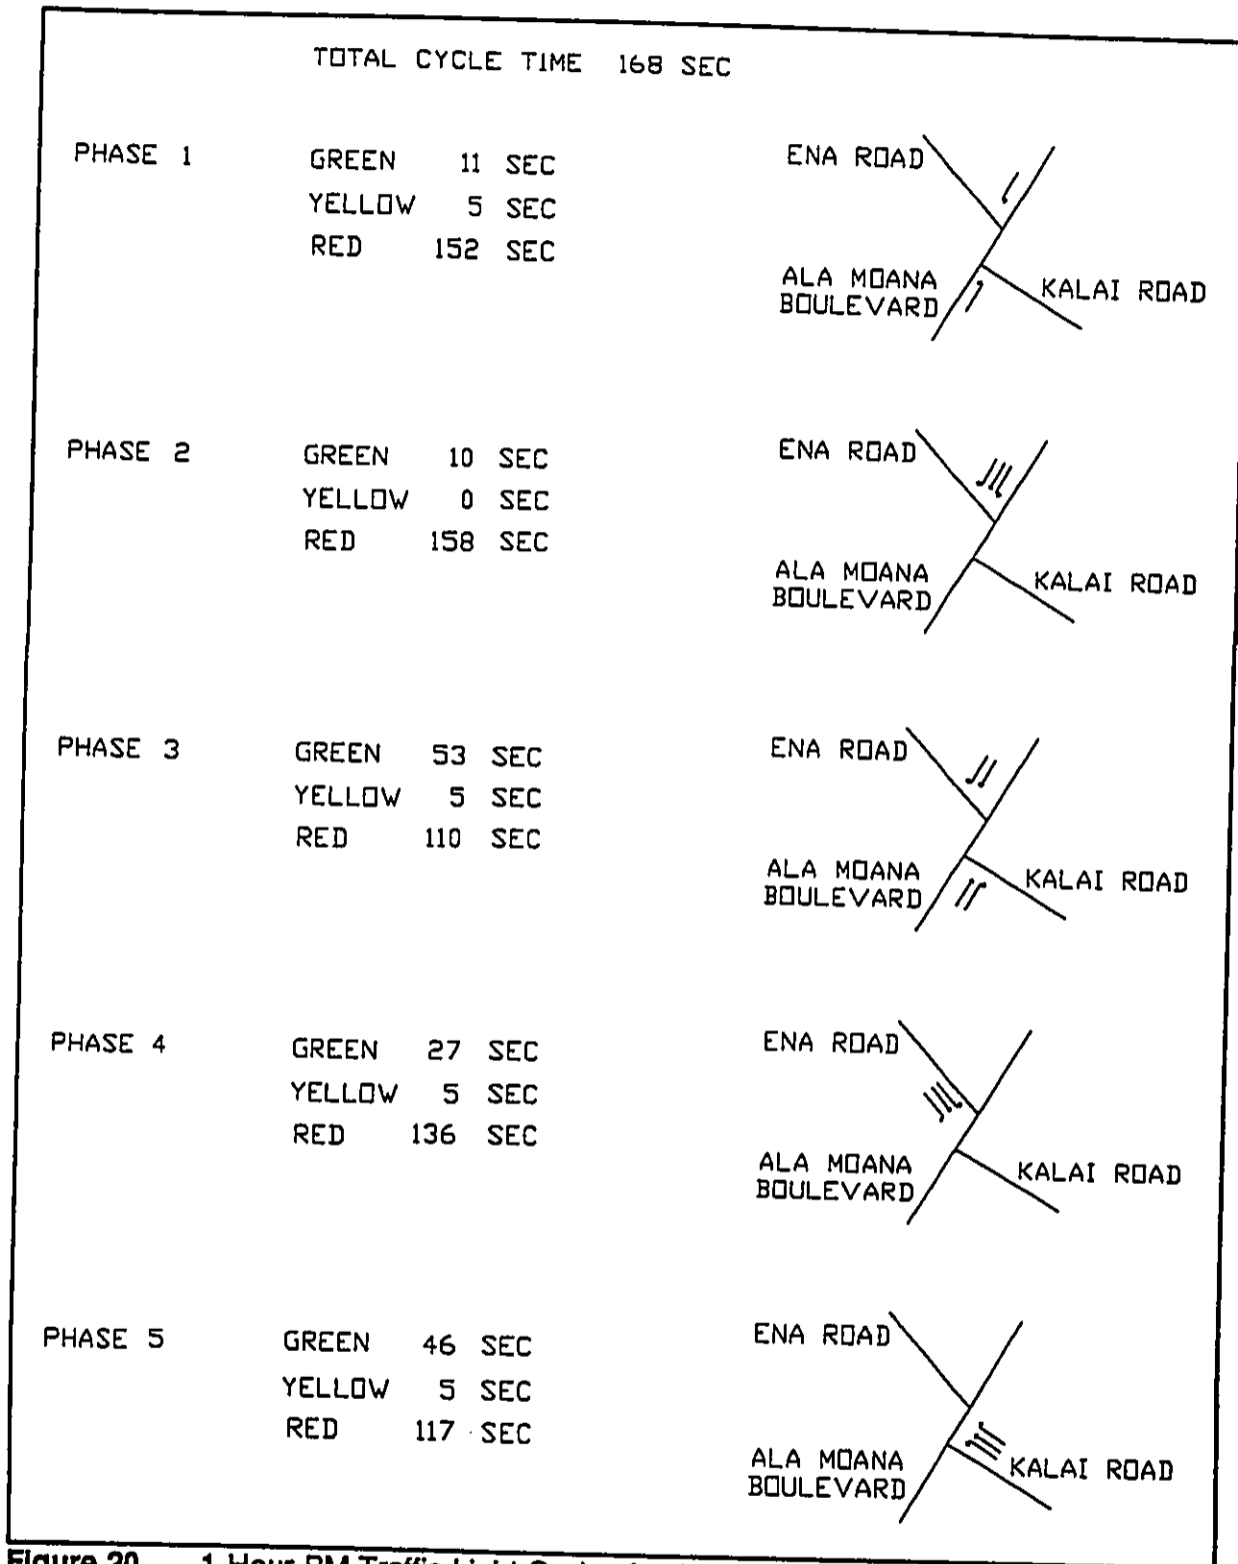 TOTAL CYCLE TIME 168 SEC
PHASE 1
GREEN 11 SEC
YELLOW 5 SEC
RED 152 SEC
ENA ROAD
ALA MOANA
BOULEVARD
KALAI ROAD
PHASE 2
GREEN 10 SEC
YELLOW 0 SEC
RED 158 SEC
ENA ROAD
ALA MOANA
BOULEVARD
KALAI ROAD
PHASE 3
GREEN 53 SEC
YELLOW 5 SEC
RED 110 SEC
ENA ROAD
ALA MOANA
BOULEVARD
KALAI ROAD
PHASE 4
GREEN 27 SEC
YELLOW 5 SEC
RED 136 SEC
ENA ROAD
ALA MOANA
BOULEVARD
KALAI ROAD
PHASE 5
GREEN 46 SEC
YELLOW 5 SEC
RED 117 SEC
ENA ROAD
ALA MOANA
BOULEVARD
KALAI ROAD
Figure 20 1-Hour PM Traffic Light